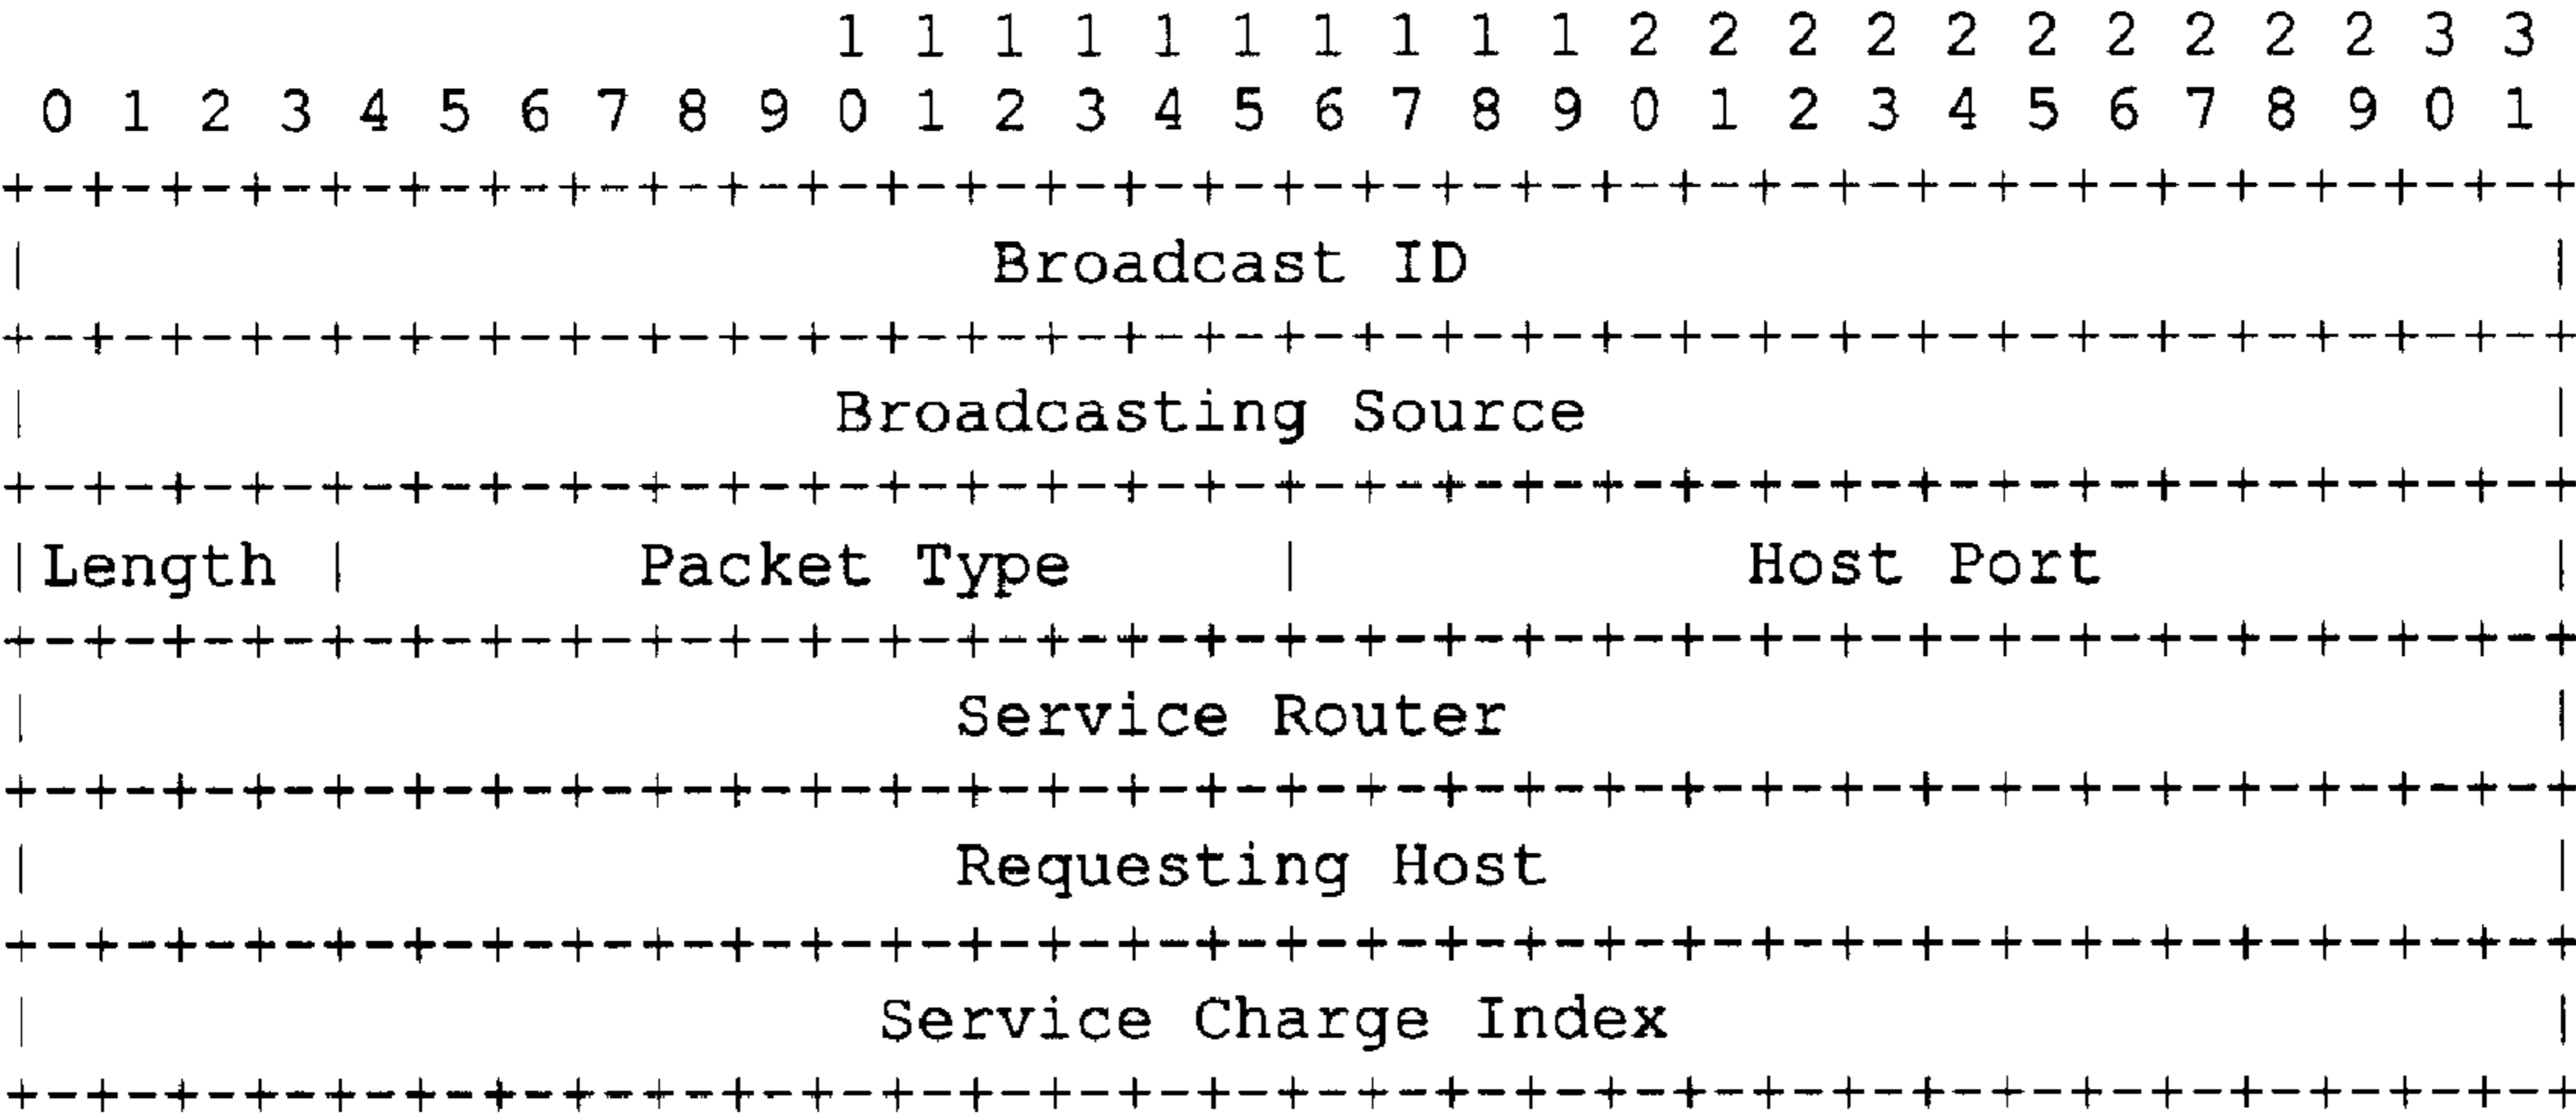 1 1 1 1 1 1 1 1 1 1 2 2 2 2 2 2 2 2 2 2 3 3
 0 1 2 3 4 5 6 7 8 9 0 1 2 3 4 5 6 7 8 9 0 1 2 3 4 5 6 7 8 9 0 1
+-+-+-+-+-+-+-+-+-+-+-+-+-+-+-+-+-+-+-+-+-+-+-+-+-+-+-+-+-+-+-+-+
|                        Broadcast ID                           |
+-+-+-+-+-+-+-+-+-+-+-+-+-+-+-+-+-+-+-+-+-+-+-+-+-+-+-+-+-+-+-+-+
|                    Broadcasting Source                        |
+-+-+-+-+-+-+-+-+-+-+-+-+-+-+-+-+-+-+-+-+-+-+-+-+-+-+-+-+-+-+-+-+
|Length |       Packet Type     |           Host Port           |
+-+-+-+-+-+-+-+-+-+-+-+-+-+-+-+-+-+-+-+-+-+-+-+-+-+-+-+-+-+-+-+-+
|                       Service Router                          |
+-+-+-+-+-+-+-+-+-+-+-+-+-+-+-+-+-+-+-+-+-+-+-+-+-+-+-+-+-+-+-+-+
|                       Requesting Host                         |
+-+-+-+-+-+-+-+-+-+-+-+-+-+-+-+-+-+-+-+-+-+-+-+-+-+-+-+-+-+-+-+-+
|                     Service Charge Index                      |
+-+-+-+-+-+-+-+-+-+-+-+-+-+-+-+-+-+-+-+-+-+-+-+-+-+-+-+-+-+-+-+-+